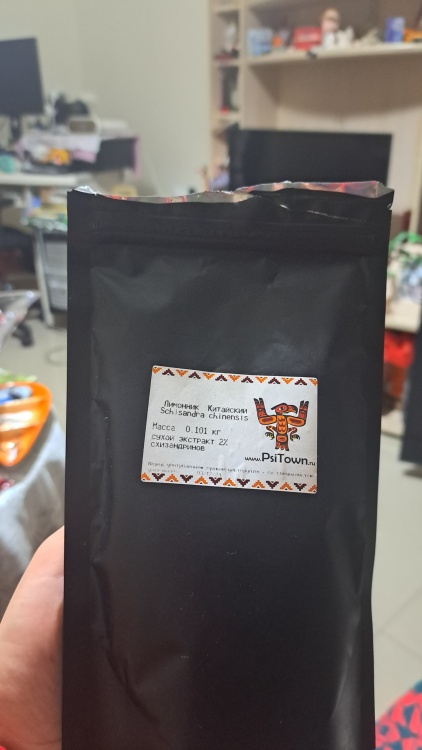 Лимонник Китайский
Schisandra chinensis
Масса 0.101 кг
сухой экстракт 2%
схизандринов
www.PsiTown.ru